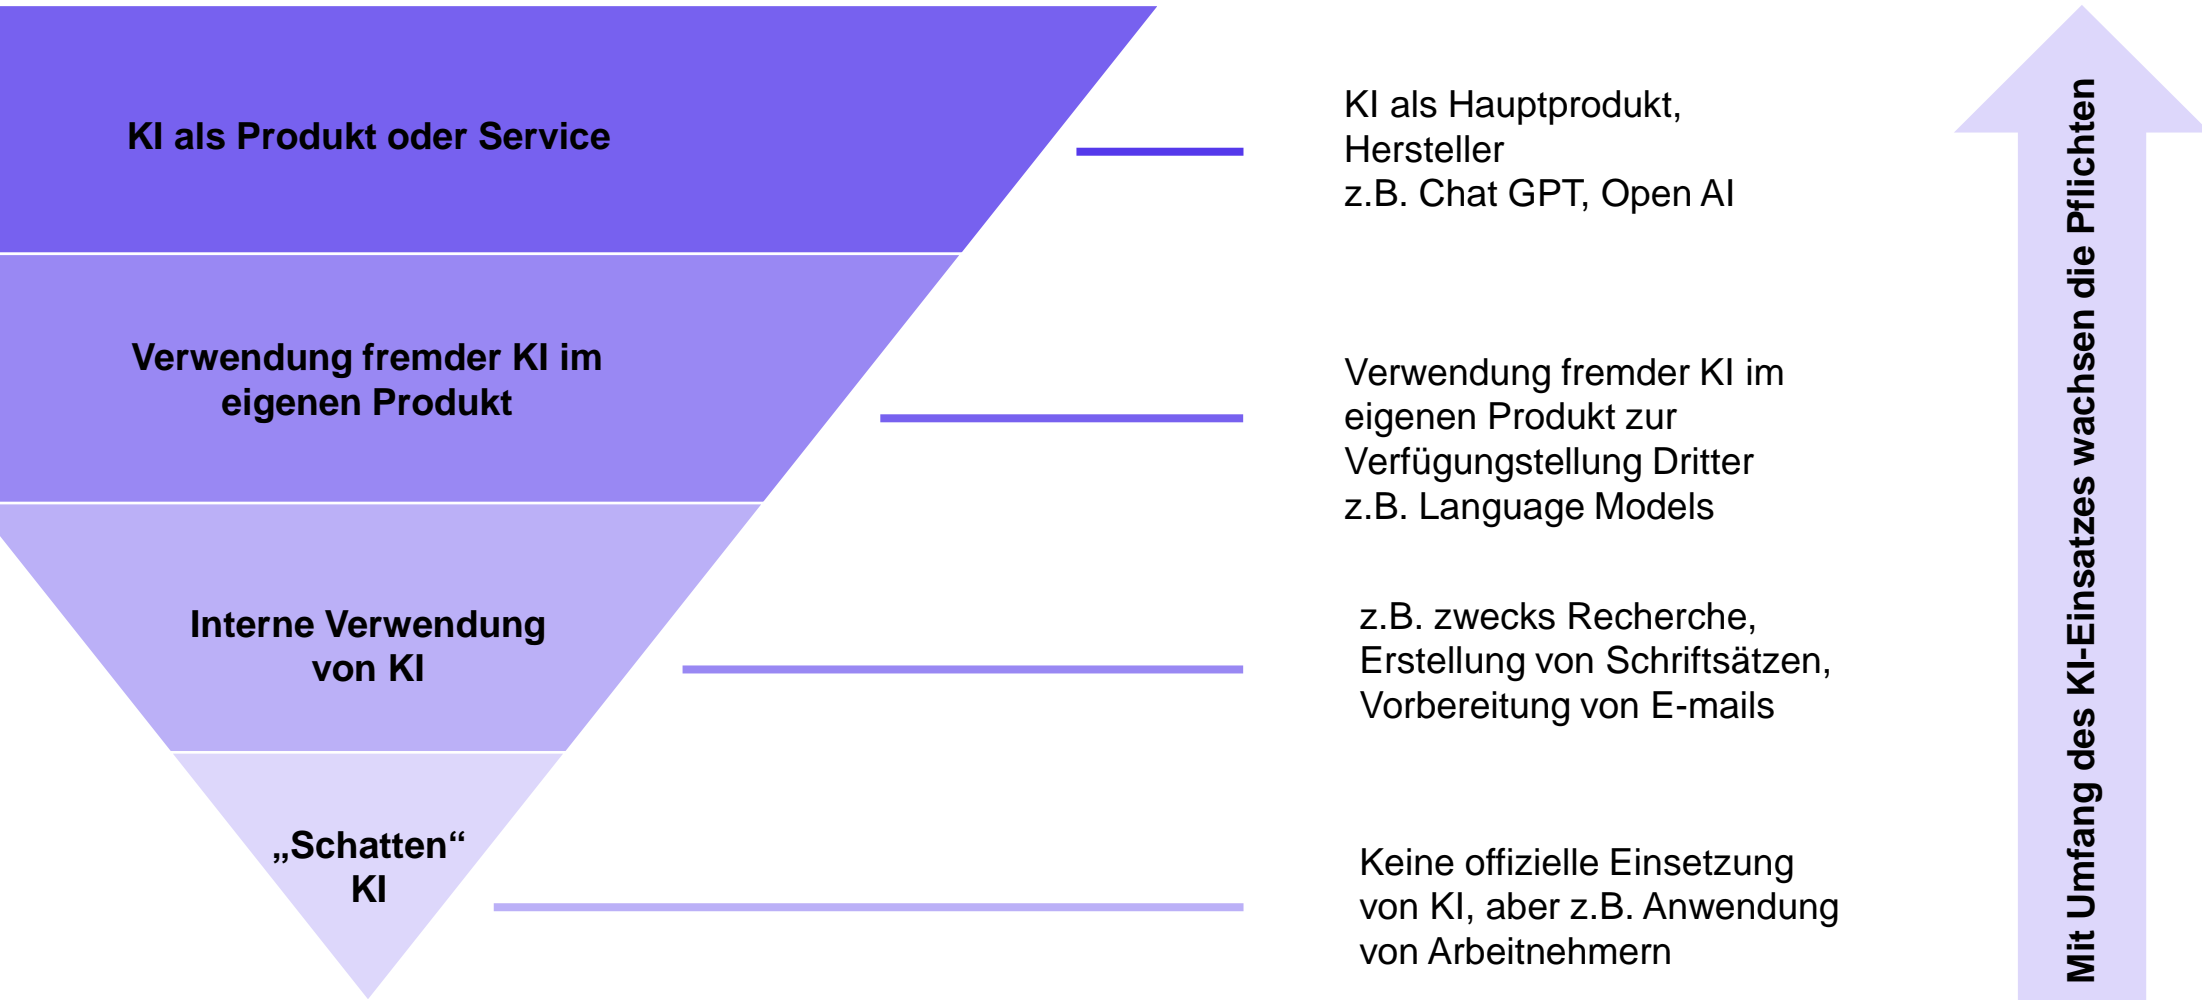 KI als Produkt oder Service
KI als Hauptprodukt,
Hersteller
z.B. Chat GPT, Open AI
Verwendung fremder KI im
eigenen Produkt
Verwendung fremder KI im
eigenen Produkt zur
Verfügungstellung Dritter
z.B. Language Models
Interne Verwendung
von KI
z.B. zwecks Recherche,
Erstellung von Schriftsätzen,
Vorbereitung von E-mails
„Schatten“
KI
Keine offizielle Einsetzung
von KI, aber z.B. Anwendung
von Arbeitnehmern
Mit Umfang des KI-Einsatzes wachsen die Pflichten